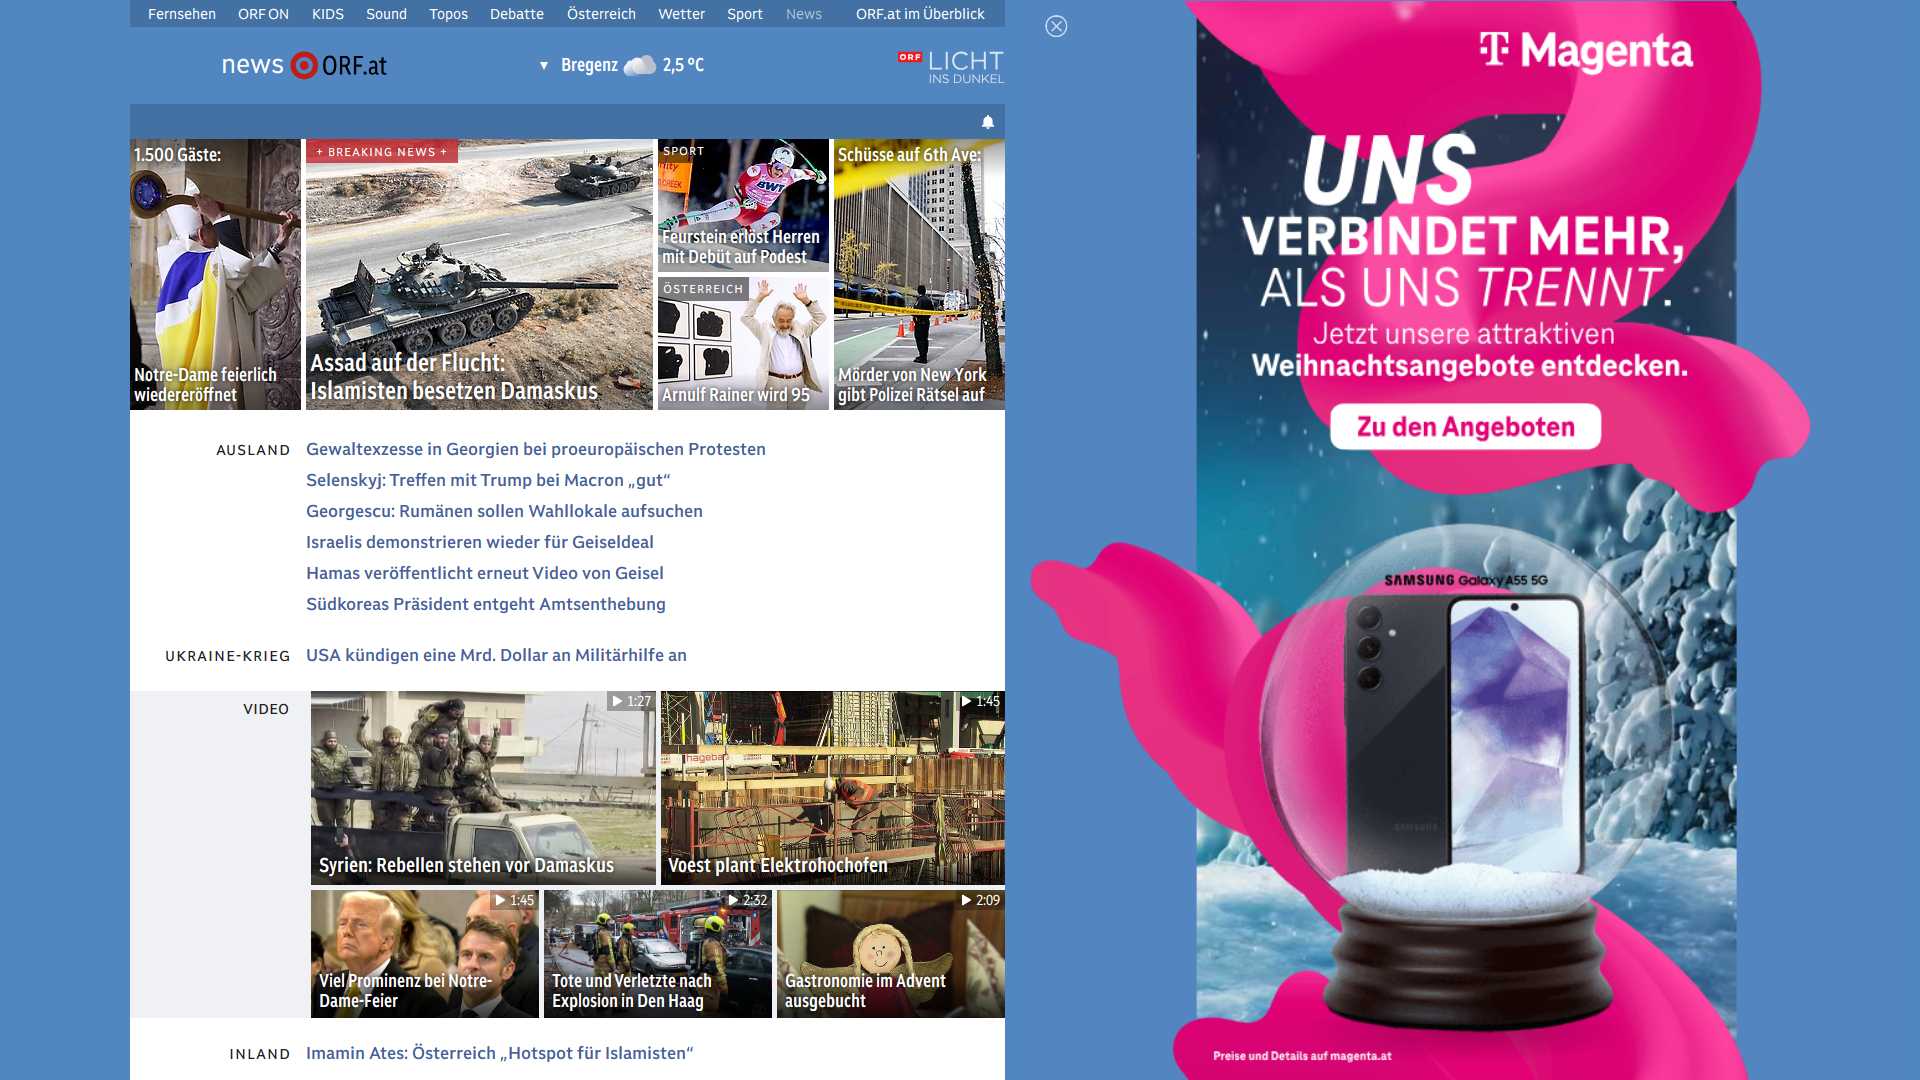 Fernsehen ORF ON KIDS Sound Topos Debatte Österreich Wetter Sport News ORF.at im Überblick
news ORF.at
Bregenz 2,5 °C
ORF LICHT
INS DUNKEL
1.500 Gäste:
Notre-Dame feierlich
wiedereröffnet
+ BREAKING NEWS +
Assad auf der Flucht:
Islamisten besetzen Damaskus
SPORT
Feurstein erlöst Herren
mit Debüt auf Podest
ÖSTERREICH
Arnulf Rainer wird 95
Schüsse auf 6th Ave:
Mörder von New York
gibt Polizei Rätsel auf
AUSLAND
Gewaltexzesse in Georgien bei proeuropäischen Protesten
Selenskyj: Treffen mit Trump bei Macron „gut“
Georgescu: Rumänen sollen Wahllokale aufsuchen
Israelis demonstrieren wieder für Geiseldeal
Hamas veröffentlicht erneut Video von Geisel
Südkoreas Präsident entgeht Amtsenthebung
UKRAINE-KRIEG
USA kündigen eine Mrd. Dollar an Militärhilfe an
VIDEO
1:27
Syrien: Rebellen stehen vor Damaskus
1:45
hagebau
Voest plant Elektrohochofen
1:45
Viel Prominenz bei Notre-
Dame-Feier
2:32
Tote und Verletzte nach
Explosion in Den Haag
2:09
Gastronomie im Advent
ausgebucht
INLAND
Imamin Ates: Österreich „Hotspot für Islamisten“
T Magenta
UNS
VERBINDET MEHR,
ALS UNS TRENNT.
Jetzt unsere attraktiven
Weihnachtsangebote entdecken.
Zu den Angeboten
SAMSUNG Galaxy A55 5G
SAMSUNG
Preise und Details auf magenta.at
BWT